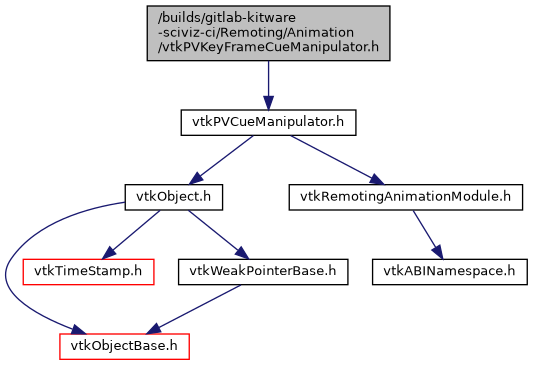 /builds/gitlab-kitware
-sciviz-ci/Remoting/Animation
/vtkPVKeyFrameCueManipulator.h
vtkPVCueManipulator.h
vtkObject.h
vtkRemotingAnimationModule.h
vtkTimeStamp.h
vtkWeakPointerBase.h
vtkABINamespace.h
vtkObjectBase.h